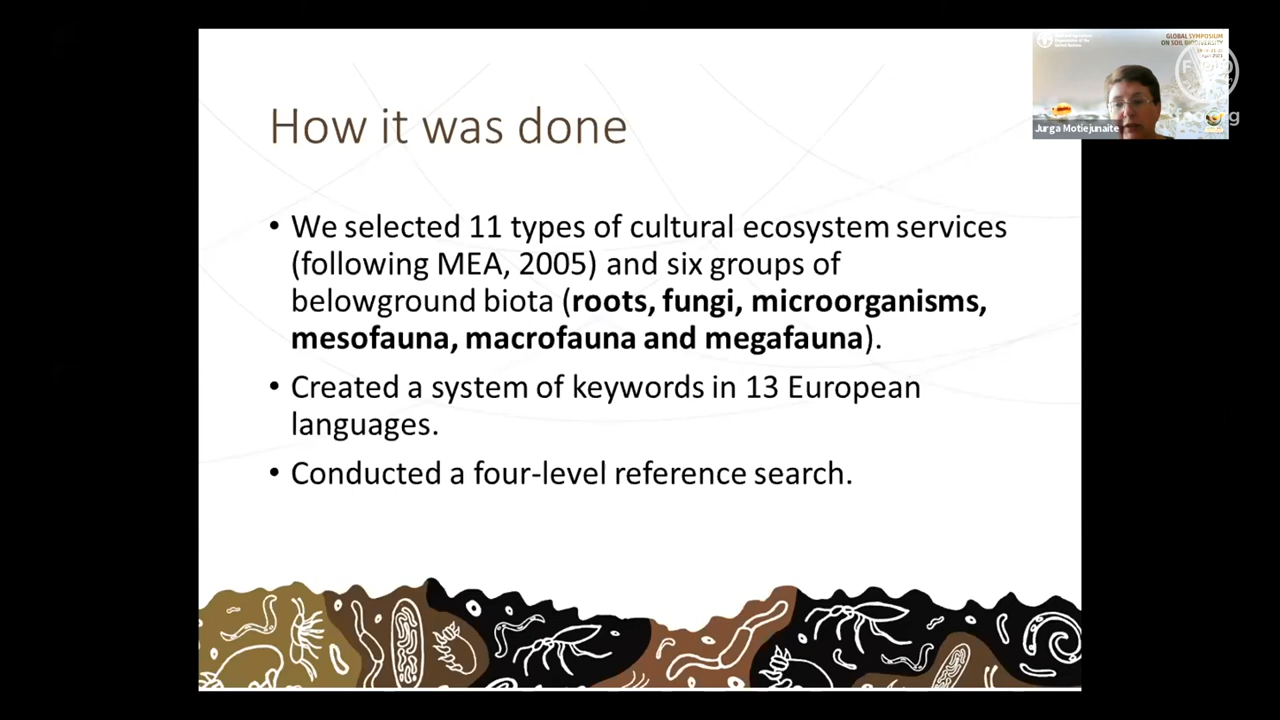 GLOBAL SYMPOSIUM
ON SOIL BIODIVERSITY
Jurga Motiejunaite
How it was done
• We selected 11 types of cultural ecosystem services
(following MEA, 2005) and six groups of
belowground biota (roots, fungi, microorganisms,
mesofauna, macrofauna and megafauna).
• Created a system of keywords in 13 European
languages.
• Conducted a four-level reference search.